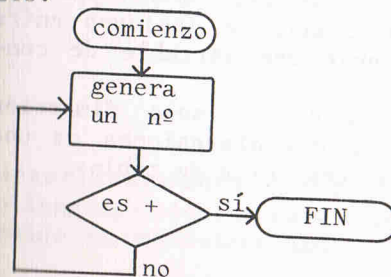 comienzo
genera
un nº
es +
sí
FIN
no